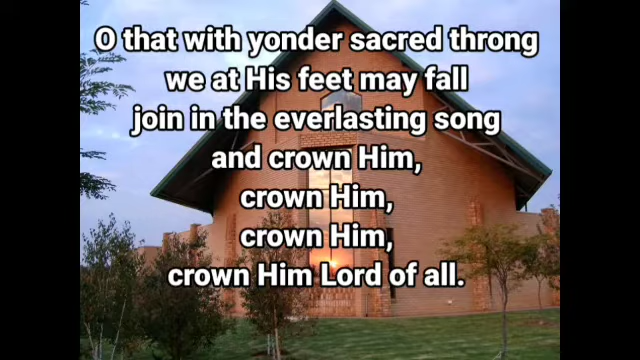 O that with yonder sacred throng
we at His feet may fall
join in the everlasting song
and crown Him,
crown Him,
crown Him,
crown Him Lord of all.